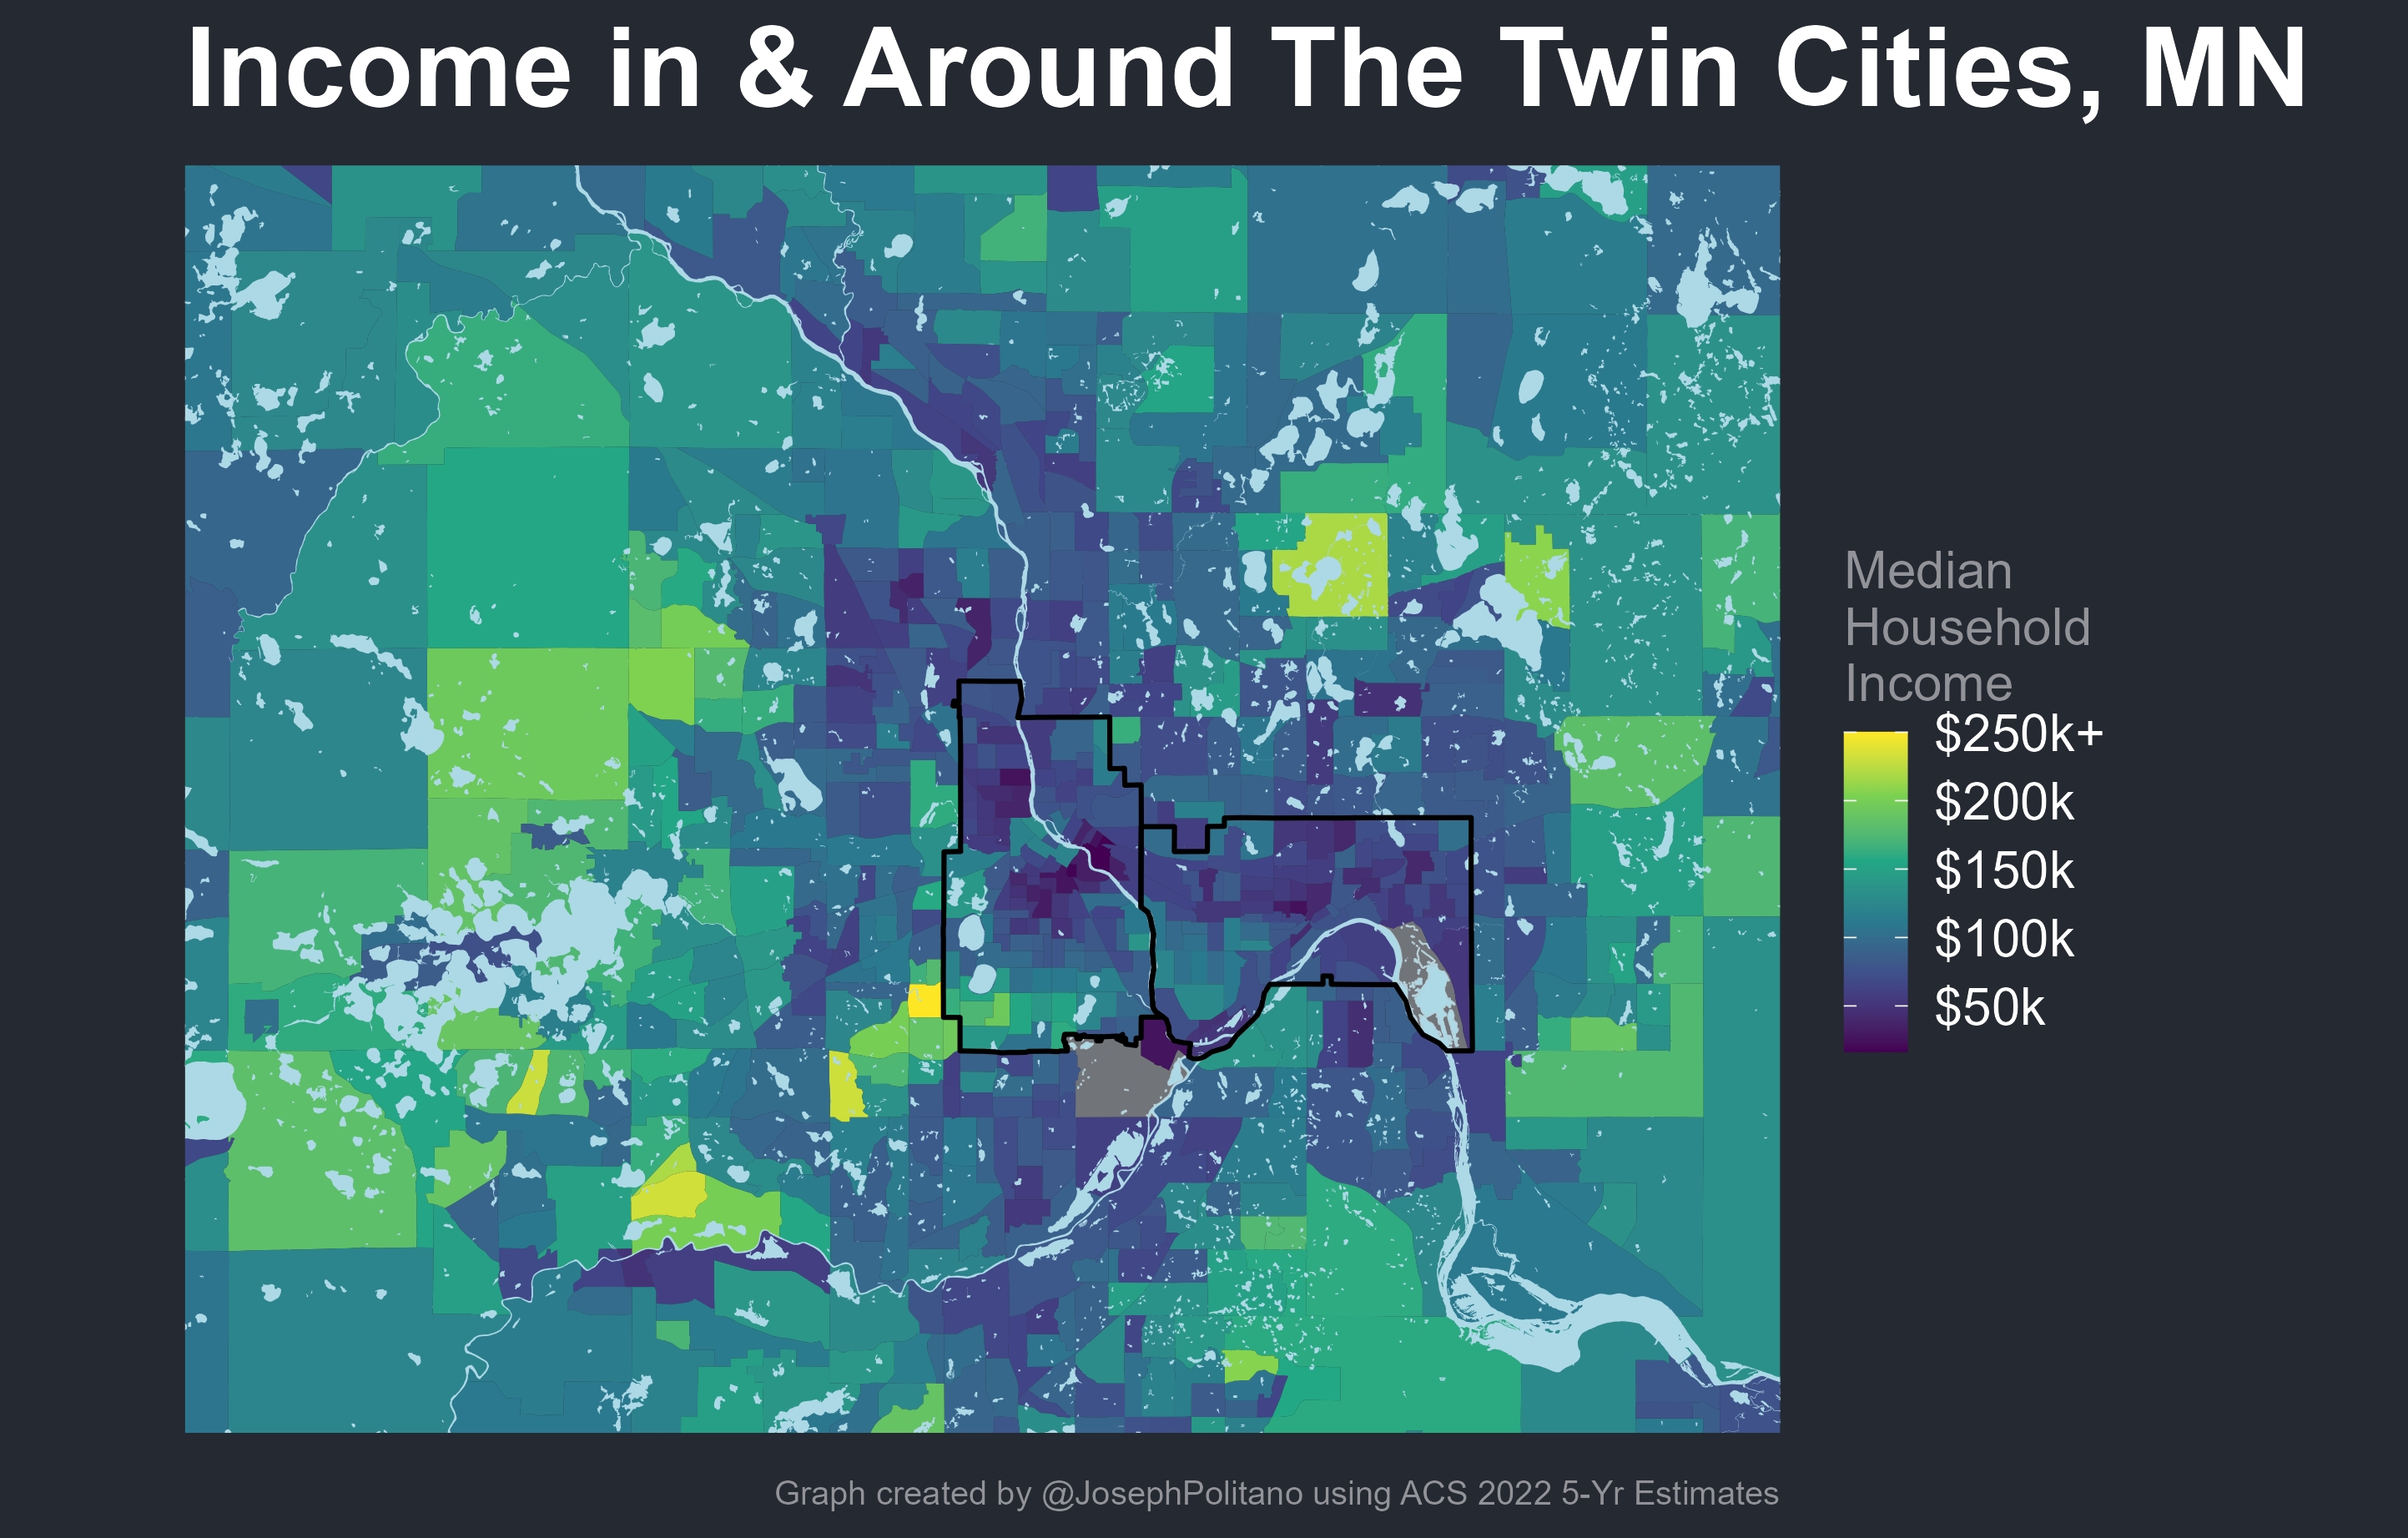 Income in & Around The Twin Cities, MN
Median
Household
Income
$250k+
$200k
$150k
$100k
$50k
Graph created by @JosephPolitano using ACS 2022 5-Yr Estimates